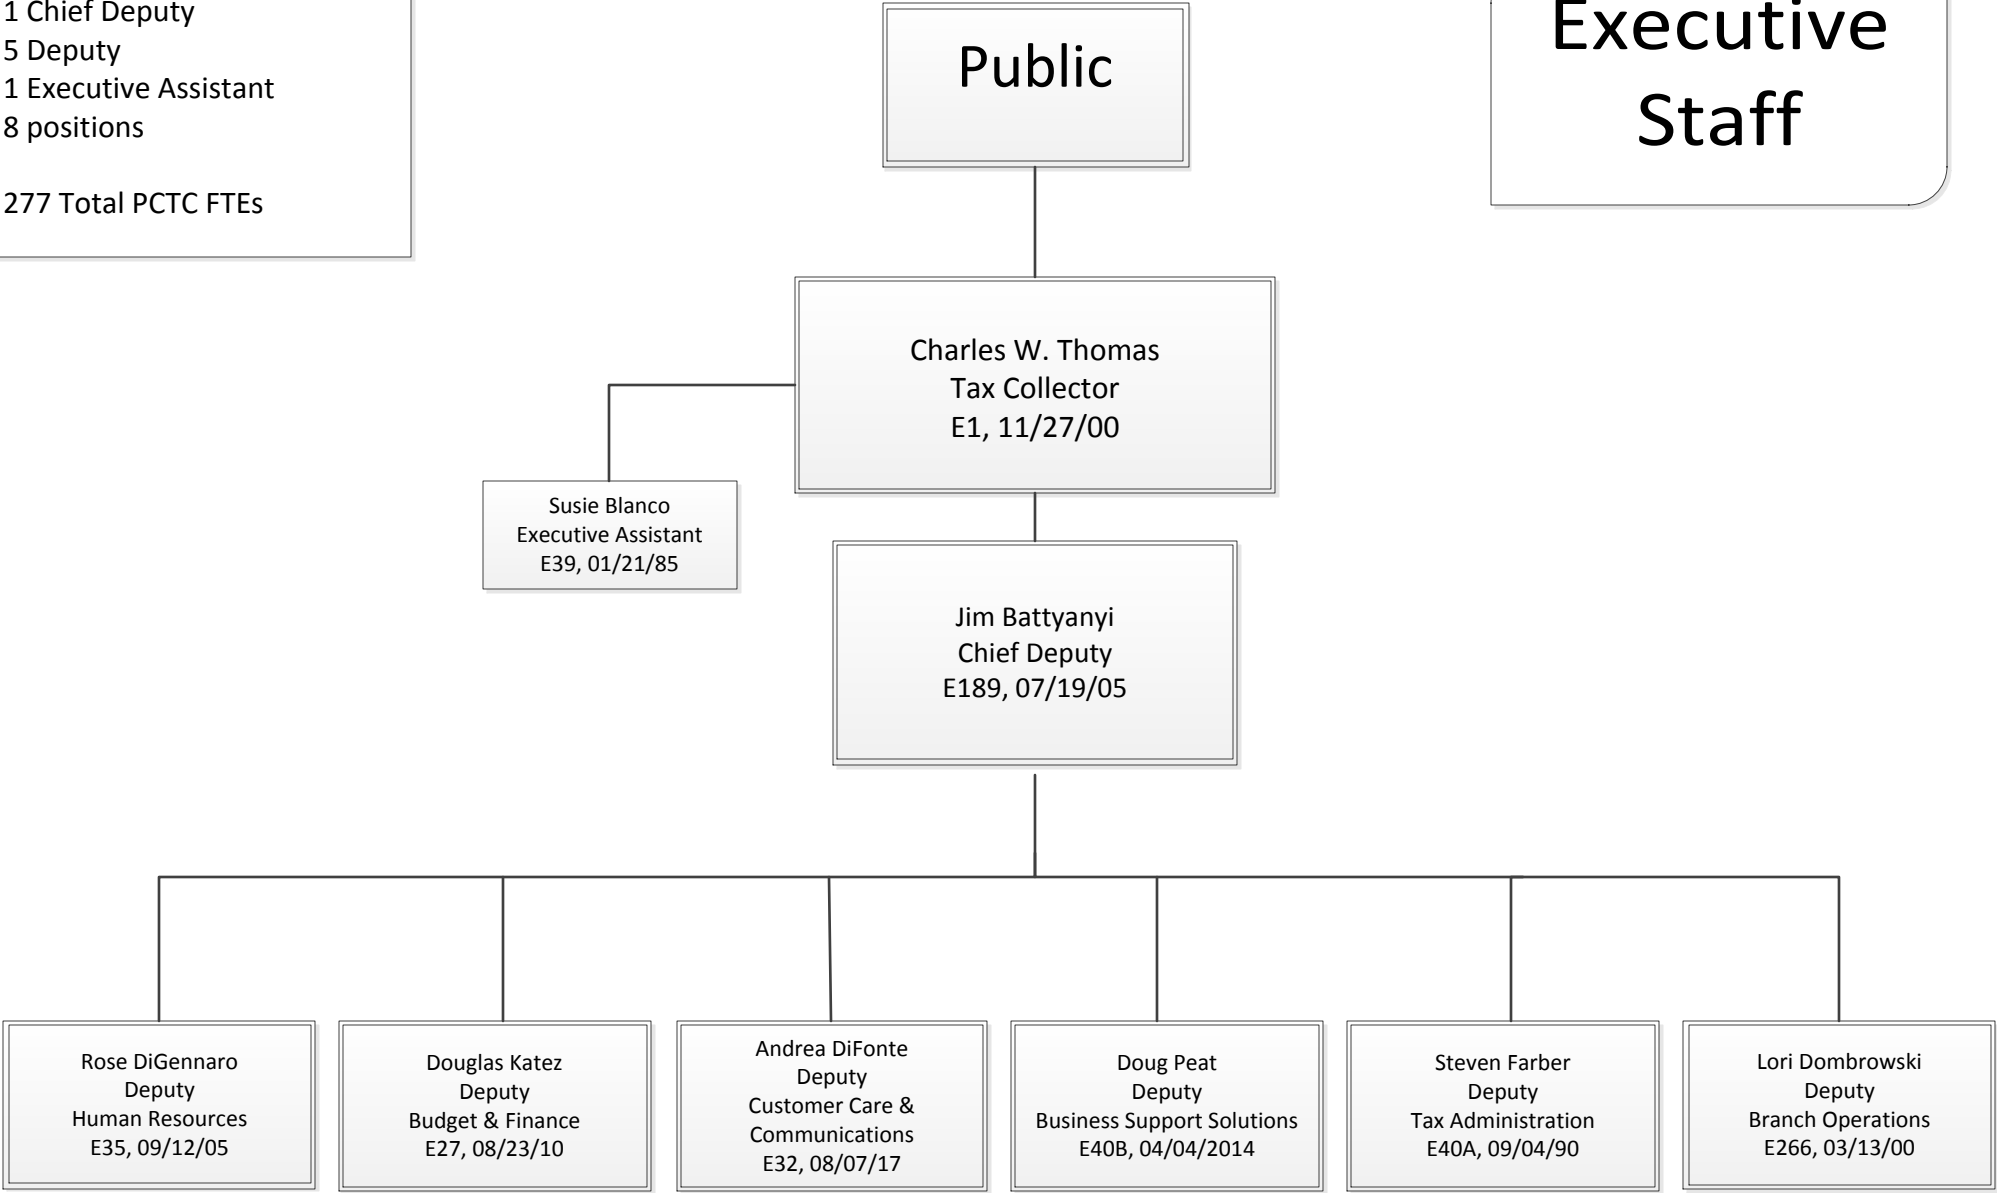 1 Chief Deputy
5 Deputy
1 Executive Assistant
8 positions
277 Total PCTC FTEs
Public
Executive
Staff
Charles W. Thomas
Tax Collector
E1, 11/27/00
Susie Blanco
Executive Assistant
E39, 01/21/85
Jim Battyanyi
Chief Deputy
E189, 07/19/05
Rose DiGennaro
Deputy
Human Resources
E35, 09/12/05
Douglas Katez
Deputy
Budget & Finance
E27, 08/23/10
Andrea DiFonte
Deputy
Customer Care &
Communications
E32, 08/07/17
Doug Peat
Deputy
Business Support Solutions
E40B, 04/04/2014
Steven Farber
Deputy
Tax Administration
E40A, 09/04/90
Lori Dombrowski
Deputy
Branch Operations
E266, 03/13/00